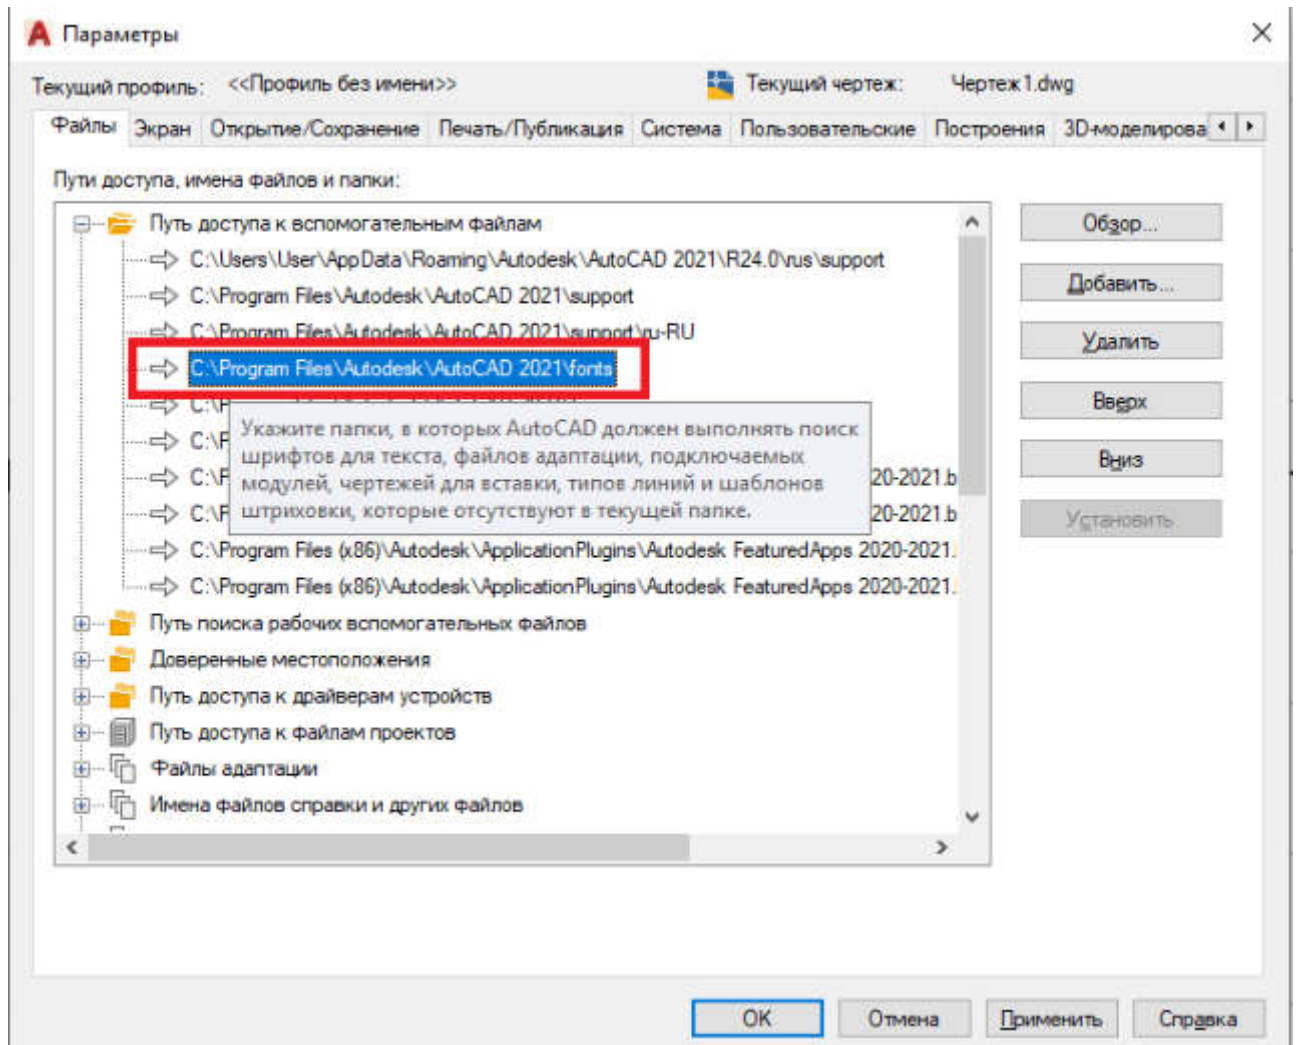 Параметры
Текущий профиль: <<Профиль без имени>> Текущий чертеж: Чертеж1.dwg
Файлы Экран Открытие/Сохранение Печать/Публикация Система Пользовательские Построения 3D-моделирова
Пути доступа, имена файлов и папки:
Путь доступа к вспомогательным файлам
C:\Users\User\AppData\Roaming\Autodesk\AutoCAD 2021\R24.0\rus\support
C:\Program Files\Autodesk\AutoCAD 2021\support
C:\Program Files\Autodesk\AutoCAD 2021\support\ru-RU
C:\Program Files\Autodesk\AutoCAD 2021\fonts
Укажите папки, в которых AutoCAD должен выполнять поиск
шрифтов для текста, файлов адаптации, подключаемых
модулей, чертежей для вставки, типов линий и шаблонов
штриховки, которые отсутствуют в текущей папке.
20-2021.b
20-2021.b
C:\Program Files (x86)\Autodesk\ApplicationPlugins\Autodesk FeaturedApps 2020-2021.
C:\Program Files (x86)\Autodesk\ApplicationPlugins\Autodesk FeaturedApps 2020-2021.
Путь поиска рабочих вспомогательных файлов
Доверенные местоположения
Путь доступа к драйверам устройств
Путь доступа к файлам проектов
Файлы адаптации
Имена файлов справки и других файлов
Обзор...
Добавить...
Удалить
Вверх
Вниз
Установить
OK Отмена Применить Справка